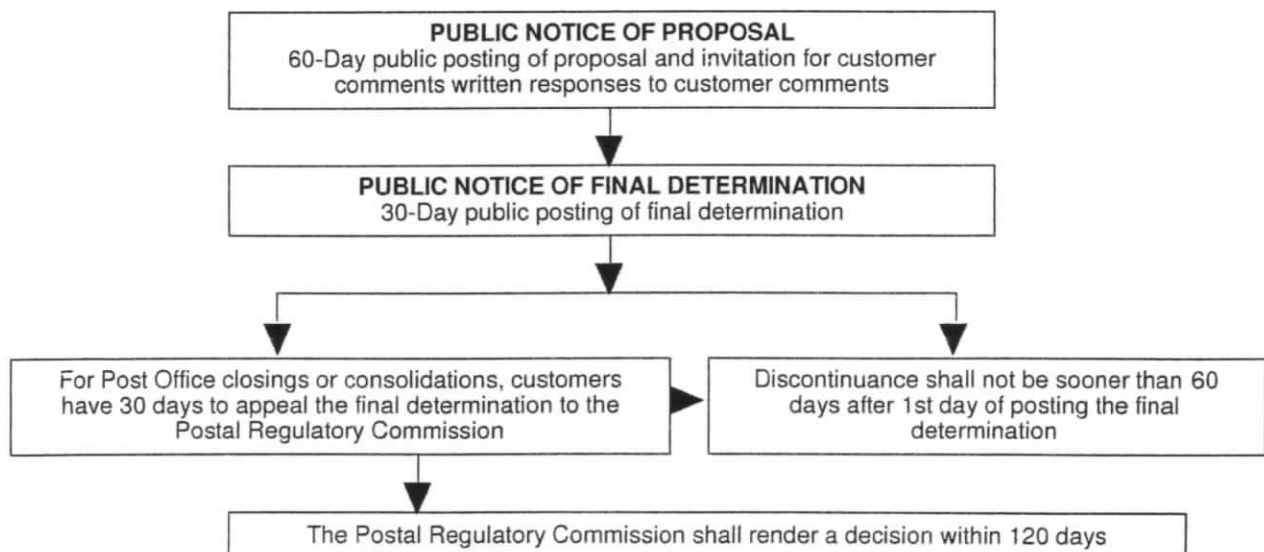 PUBLIC NOTICE OF PROPOSAL
60-Day public posting of proposal and invitation for customer
comments written responses to customer comments
PUBLIC NOTICE OF FINAL DETERMINATION
30-Day public posting of final determination
For Post Office closings or consolidations, customers
have 30 days to appeal the final determination to the
Postal Regulatory Commission
Discontinuance shall not be sooner than 60
days after 1st day of posting the final
determination
The Postal Regulatory Commission shall render a decision within 120 days